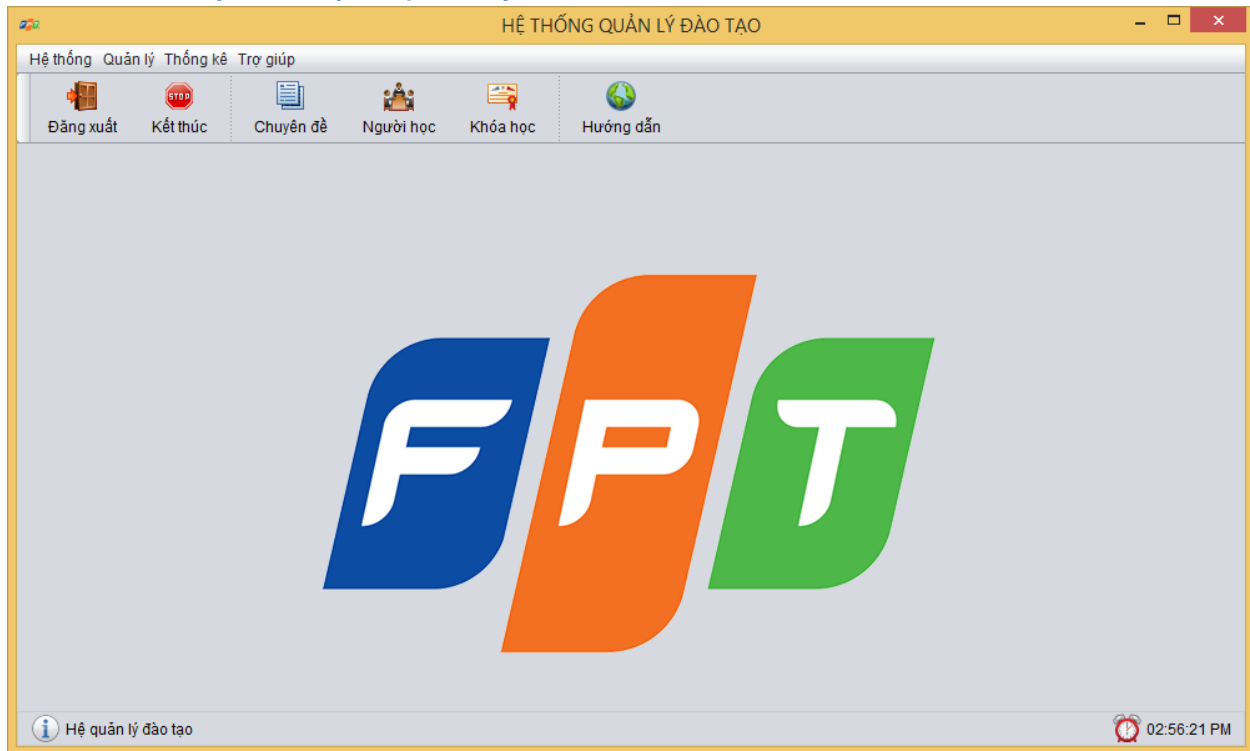 HỆ THỐNG QUẢN LÝ ĐÀO TẠO
Hệ thống Quản lý Thống kê Trợ giúp
STOP
Đăng xuất Kết thúc Chuyên đề Người học Khóa học Hướng dẫn
FPT
Hệ quản lý đào tạo 02:56:21 PM